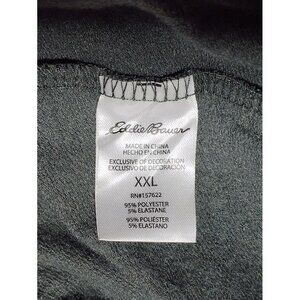 Eddie Bauer
MADE IN CHINA
HECHO EN CHINA
EXCLUSIVE OF DECORATION
EXCLUSIVO DE DECORACIÓN
XXL
RN#157622
95% POLYESTER
5% ELASTANE
95% POLIÉSTER
5% ELASTANO